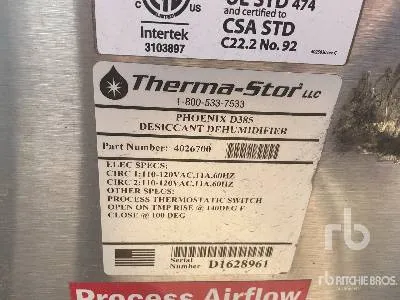 UL STD 474
and certified to
CSA STD
C22.2 No. 92
C US
Intertek
3103897
Therma-Stor LLC
1-800-533-7533
PHOENIX D385
DESICCANT DEHUMIDIFIER
Part Number: 4026700
ELEC SPECS:
CIRC 1:110-120VAC,11A,60HZ
CIRC 2:110-120VAC,11A,60HZ
OTHER SPECS:
PROCESS THERMOSTATIC SWITCH
OPEN ON TMP RISE @ 140DEG F
CLOSE @ 100 DEG
Serial
Number D1628961
Process Airflow
rb
RITCHIE BROS.